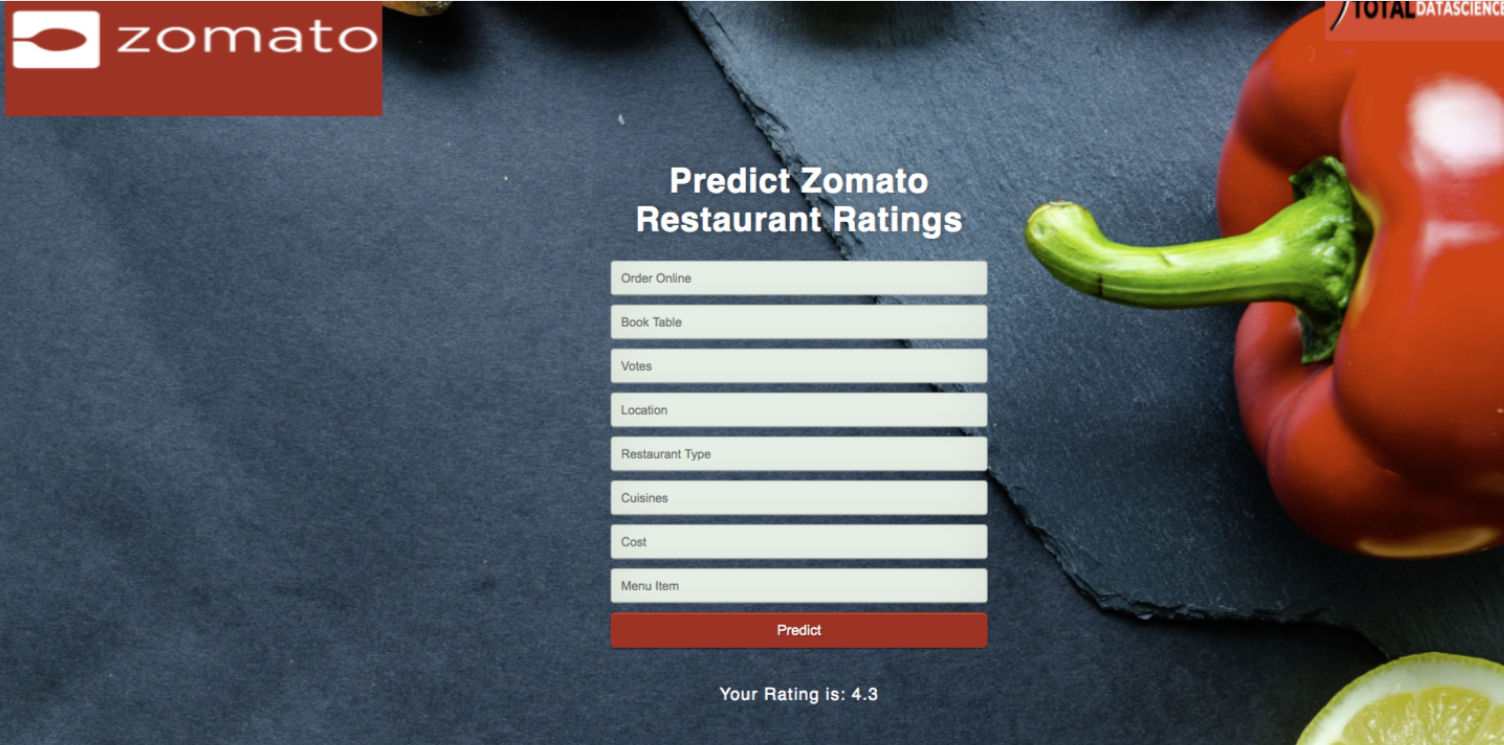 zomato
TOTAL DATASCIENCE
Predict Zomato
Restaurant Ratings
Order Online
Book Table
Votes
Location
Restaurant Type
Cuisines
Cost
Menu Item
Predict
Your Rating is: 4.3